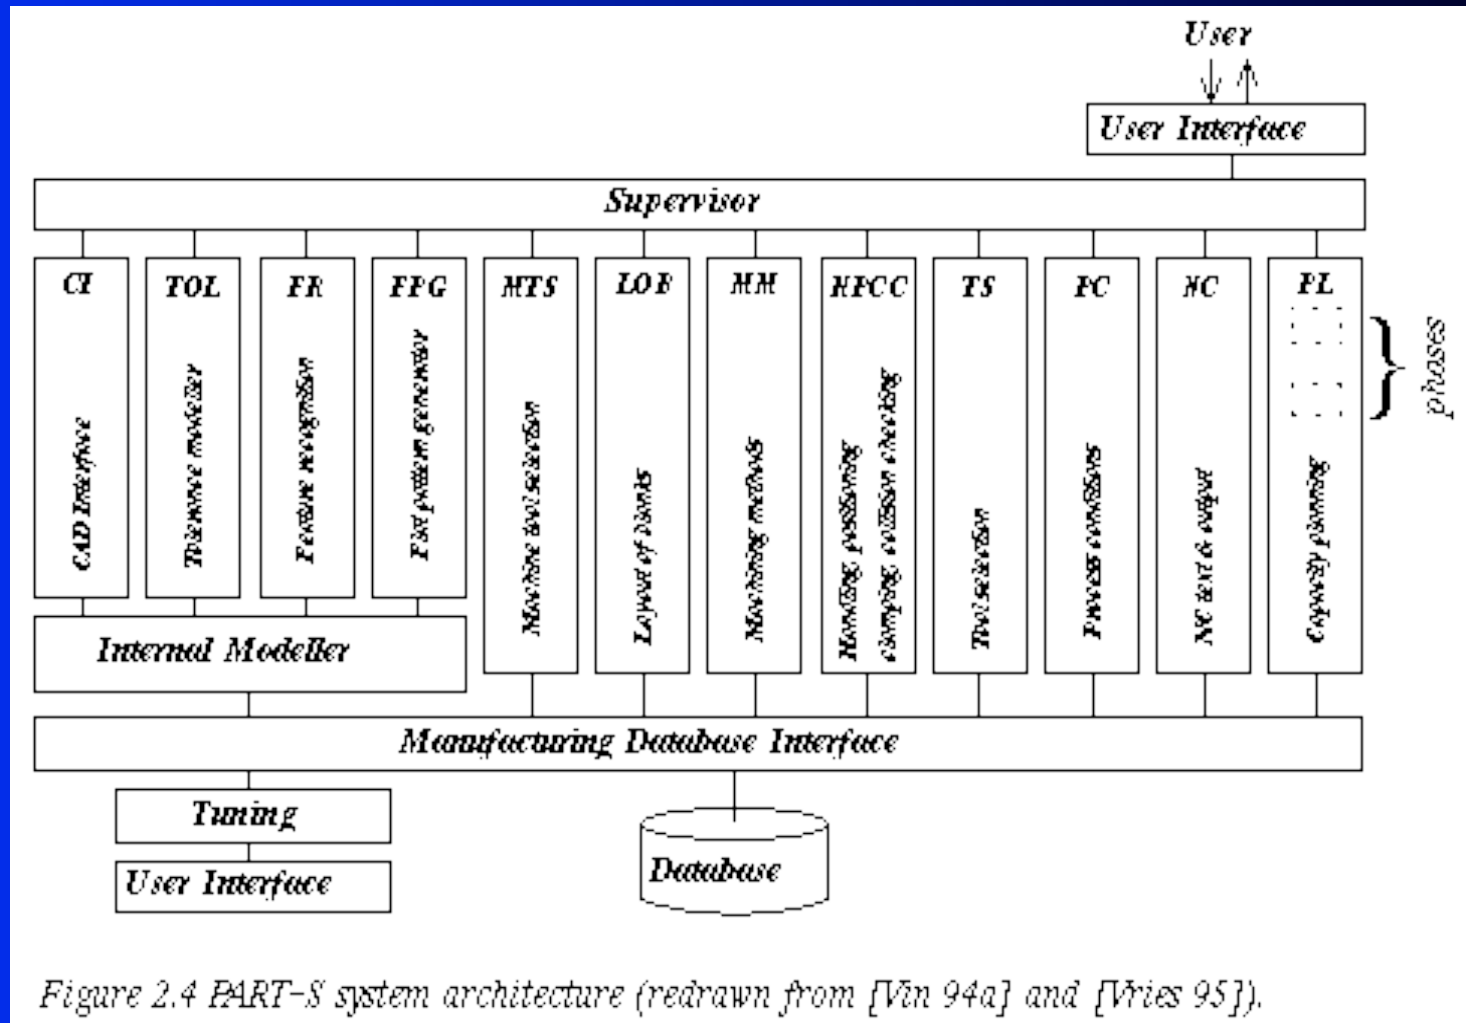 User
User Interface
Supervisor
CI
TOL
FR
FPG
MTS
LOB
MM
HPCC
TS
PC
NC
PL
CAD Interface
Tolerance modeller
Feature recognition
Flat pattern generator
Machine tool selection
Layout of blanks
Machining methods
Handling, positioning
clamping, collision checking
Tool selection
Process conditions
NC text & output
Capacity planning
phases
Internal Modeller
Manufacturing Database Interface
Tuning
User Interface
Database
Figure 2.4 PART-S system architecture (redrawn from [Vin 94a] and [Vries 95]).